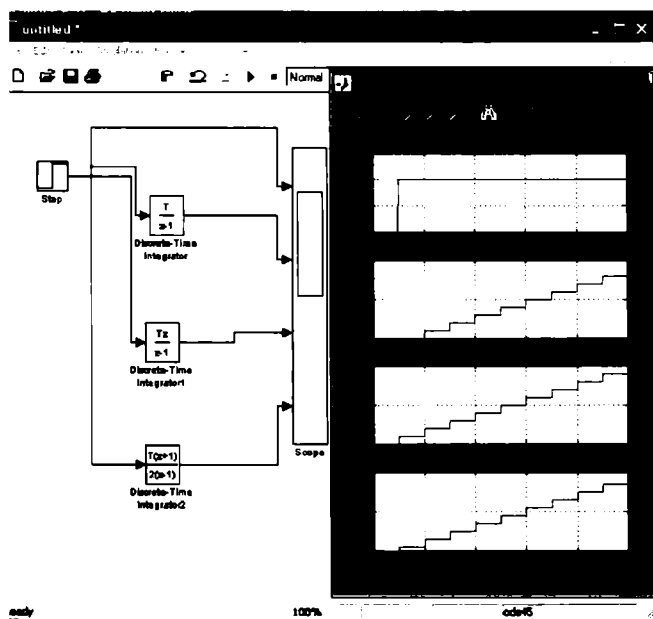 untitled *
Normal
Step
T
z-1
Discrete-Time
Integrator
Tz
z-1
Discrete-Time
Integrator1
T(z+1)
2(z-1)
Discrete-Time
Integrator2
Scope
100%
ode45